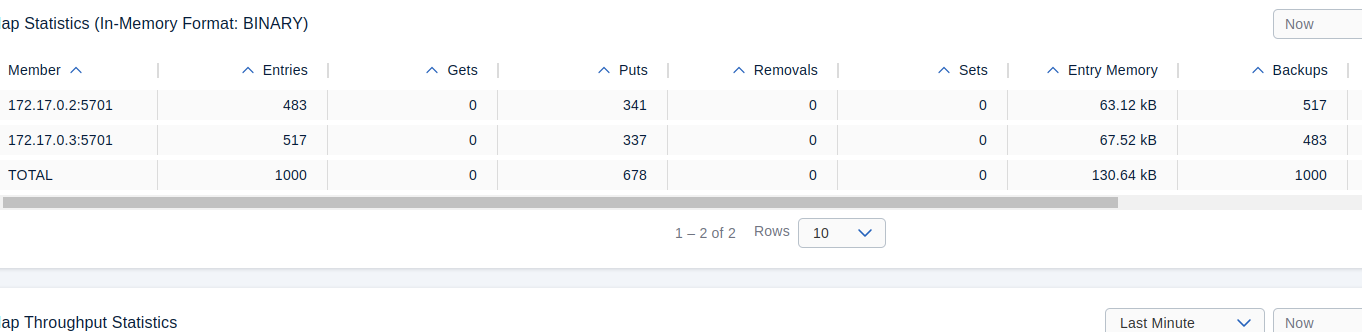 ap Statistics (In-Memory Format: BINARY) Now
Member Entries Gets Puts Removals Sets Entry Memory Backups
172.17.0.2:5701 483 0 341 0 0 63.12 kB 517
172.17.0.3:5701 517 0 337 0 0 67.52 kB 483
TOTAL 1000 0 678 0 0 130.64 kB 1000
1 – 2 of 2 Rows 10
ap Throughput Statistics Last Minute Now